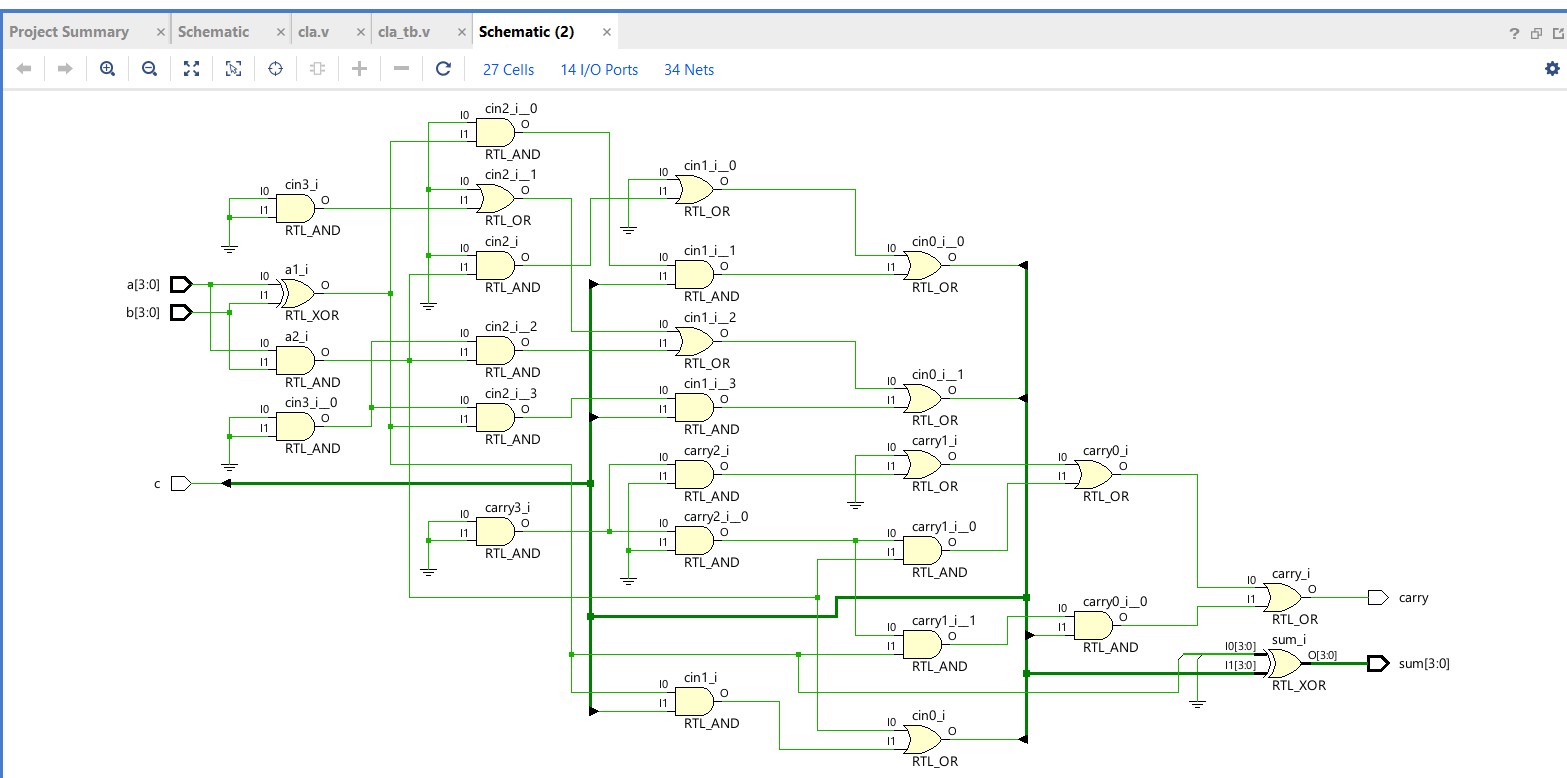 Project Summary × Schematic × cla.v × cla_tb.v × Schematic (2) ×
27 Cells 14 I/O Ports 34 Nets
cin2_i__0
I0
I1
O
RTL_AND
cin3_i
I0
I1
O
RTL_AND
cin2_i__1
I0
I1
O
RTL_OR
cin1_i__0
I0
I1
O
RTL_OR
cin2_i
I0
I1
O
RTL_AND
cin1_i__1
I0
I1
O
RTL_AND
cin0_i__0
I0
I1
O
RTL_OR
a[3:0]
b[3:0]
a1_i
I0
I1
O
RTL_XOR
a2_i
I0
I1
O
RTL_AND
cin2_i__2
I0
I1
O
RTL_AND
cin1_i__2
I0
I1
O
RTL_OR
cin3_i__0
I0
I1
O
RTL_AND
cin2_i__3
I0
I1
O
RTL_AND
cin1_i__3
I0
I1
O
RTL_AND
cin0_i__1
I0
I1
O
RTL_OR
carry2_i
I0
I1
O
RTL_AND
carry1_i
I0
I1
O
RTL_OR
carry0_i
I0
I1
O
RTL_OR
c
carry3_i
I0
I1
O
RTL_AND
carry2_i__0
I0
I1
O
RTL_AND
carry1_i__0
I0
I1
O
RTL_AND
carry_i
I0
I1
O
RTL_OR
carry
carry1_i__1
I0
I1
O
RTL_AND
carry0_i__0
I0
I1
O
RTL_AND
sum_i
I0[3:0]
I1[3:0]
O[3:0]
RTL_XOR
sum[3:0]
cin1_i
I0
I1
O
RTL_AND
cin0_i
I0
I1
O
RTL_OR